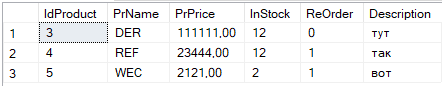 IdProduct PrName PrPrice InStock ReOrder Description
1 3 DER 111111,00 12 0 тут
2 4 REF 23444,00 12 1 так
3 5 WEC 2121,00 2 1 вот